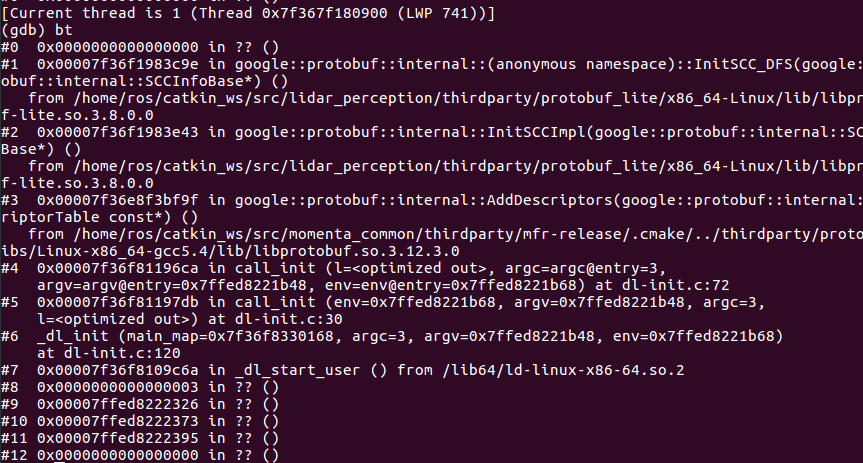 [Current thread is 1 (Thread 0x7f367f180900 (LWP 741))]
(gdb) bt
#0  0x0000000000000000 in ?? ()
#1  0x00007f36f1983c9e in google::protobuf::internal::(anonymous namespace)::InitSCC_DFS(google:
obuf::internal::SCCInfoBase*) ()
   from /home/ros/catkin_ws/src/lidar_perception/thirdparty/protobuf_lite/x86_64-Linux/lib/libpr
f-lite.so.3.8.0.0
#2  0x00007f36f1983e43 in google::protobuf::internal::InitSCCImpl(google::protobuf::internal::SC
Base*) ()
   from /home/ros/catkin_ws/src/lidar_perception/thirdparty/protobuf_lite/x86_64-Linux/lib/libpr
f-lite.so.3.8.0.0
#3  0x00007f36e8f3bf9f in google::protobuf::internal::AddDescriptors(google::protobuf::internal:
riptorTable const*) ()
   from /home/ros/catkin_ws/src/momenta_common/thirdparty/mfr-release/.cmake/../thirdparty/proto
ibs/Linux-x86_64-gcc5.4/lib/libprotobuf.so.3.12.3.0
#4  0x00007f36f81196ca in call_init (l=<optimized out>, argc=argc@entry=3,
    argv=argv@entry=0x7ffed8221b48, env=env@entry=0x7ffed8221b68) at dl-init.c:72
#5  0x00007f36f81197db in call_init (env=0x7ffed8221b68, argv=0x7ffed8221b48, argc=3,
    l=<optimized out>) at dl-init.c:30
#6  _dl_init (main_map=0x7f36f8330168, argc=3, argv=0x7ffed8221b48, env=0x7ffed8221b68)
    at dl-init.c:120
#7  0x00007f36f8109c6a in _dl_start_user () from /lib64/ld-linux-x86-64.so.2
#8  0x0000000000000003 in ?? ()
#9  0x00007ffed8222326 in ?? ()
#10 0x00007ffed8222373 in ?? ()
#11 0x00007ffed8222395 in ?? ()
#12 0x0000000000000000 in ?? ()